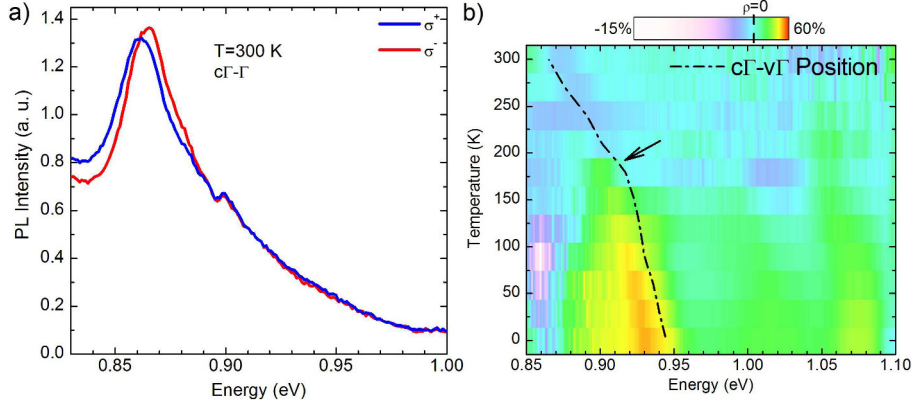 a)
σ+
σ-
T=300 K
cΓ-Γ
PL Intensity (a. u.)
1.4
1.2
1.0
0.8
0.6
0.4
0.2
0.0
0.85
0.90
0.95
1.00
Energy (eV)
b)
ρ=0
-15%
60%
cΓ-vΓ Position
Temperature (K)
300
250
200
150
100
50
0
0.85
0.90
0.95
1.00
1.05
1.10
Energy (eV)